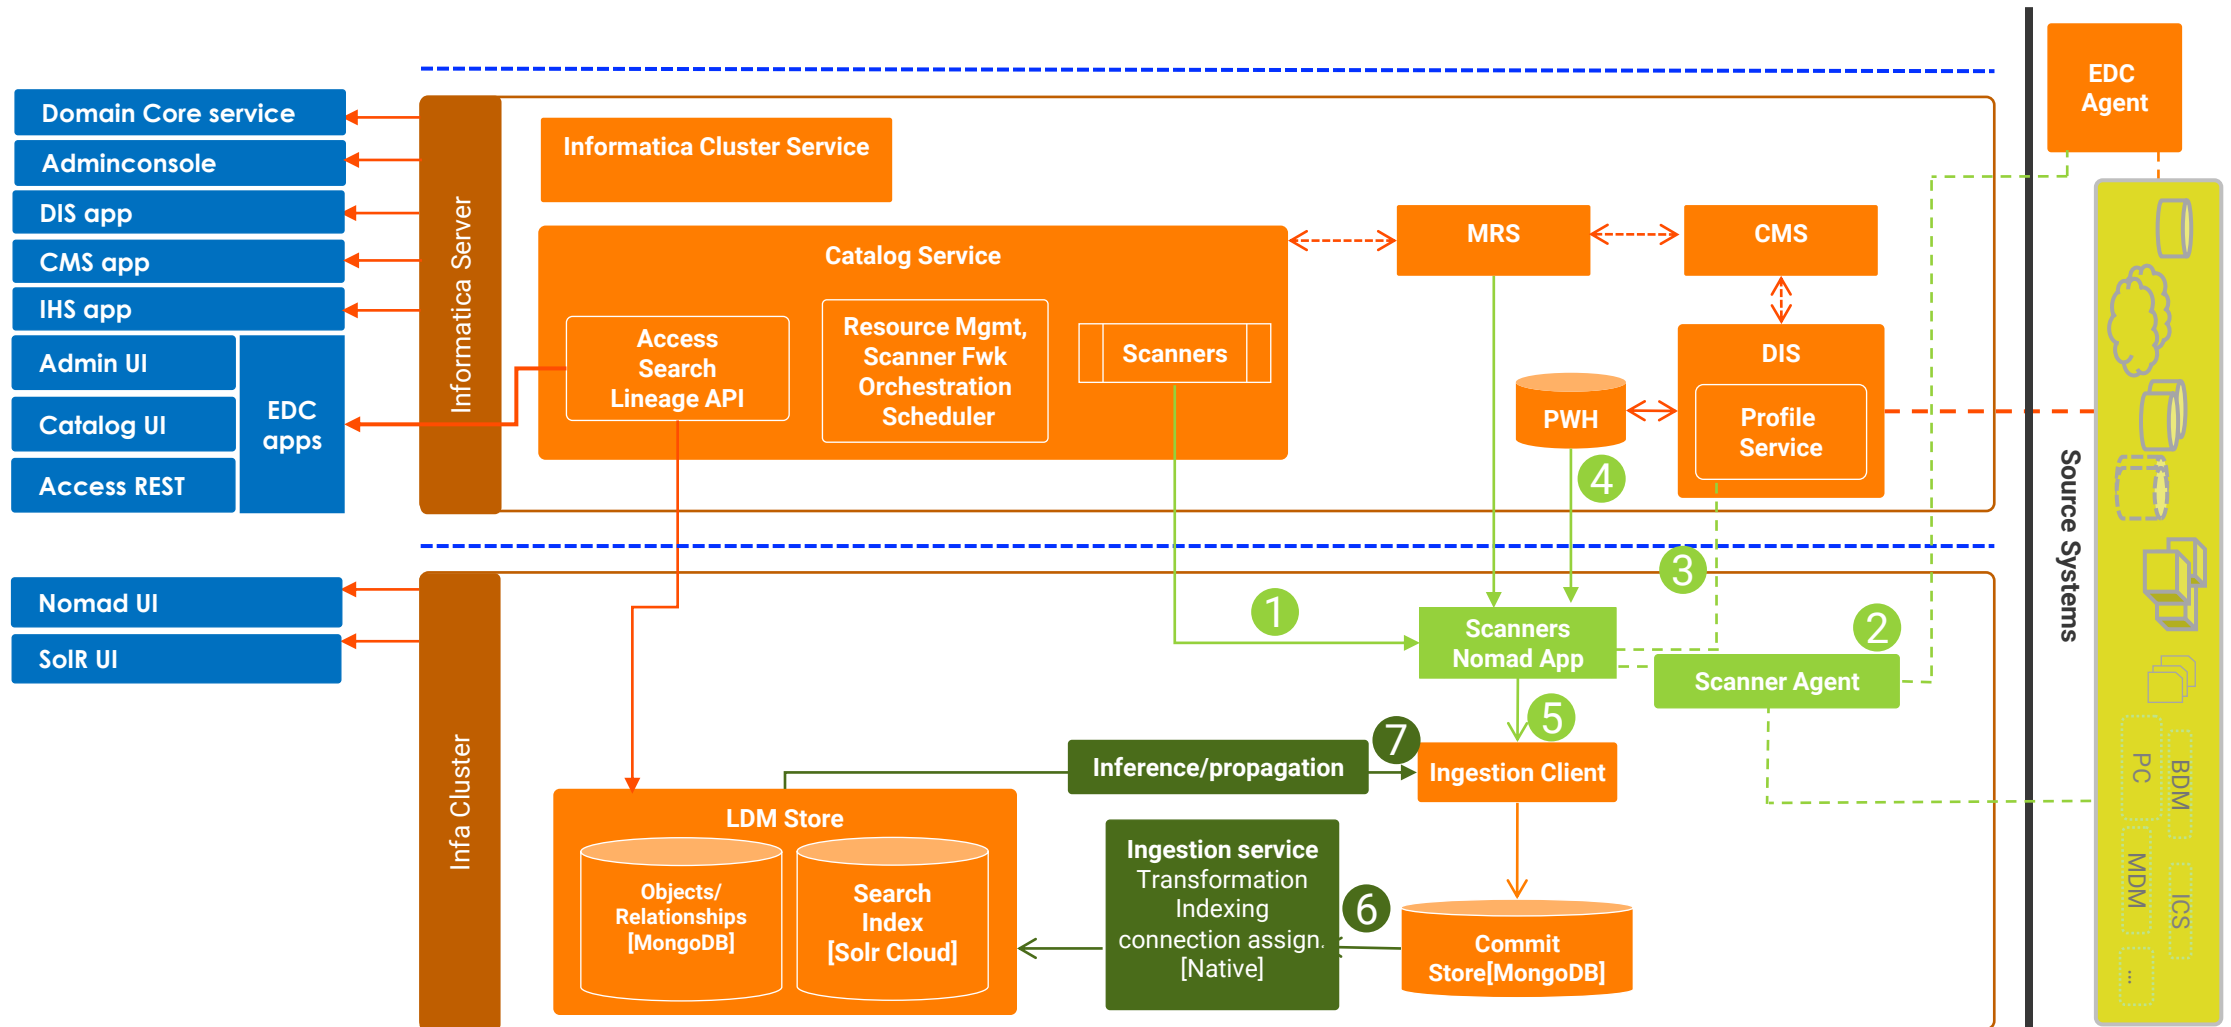 EDC
Agent
Domain Core service
Adminconsole
DIS app
CMS app
IHS app
Admin UI
Catalog UI
Access REST
EDC
apps
Informatica Server
Informatica Cluster Service
Catalog Service
Access
Search
Lineage API
Resource Mgmt,
Scanner Fwk
Orchestration
Scheduler
Scanners
MRS
CMS
DIS
Profile
Service
PWH
4
3
Source Systems
Nomad UI
SolR UI
Infa Cluster
1
Scanners
Nomad App
2
Scanner Agent
5
7
Inference/propagation
Ingestion Client
LDM Store
Objects/
Relationships
[MongoDB]
Search
Index
[Solr Cloud]
Ingestion service
Transformation
Indexing
connection assign.
[Native]
6
Commit
Store[MongoDB]
PC
BDM
MDM
ICS
...